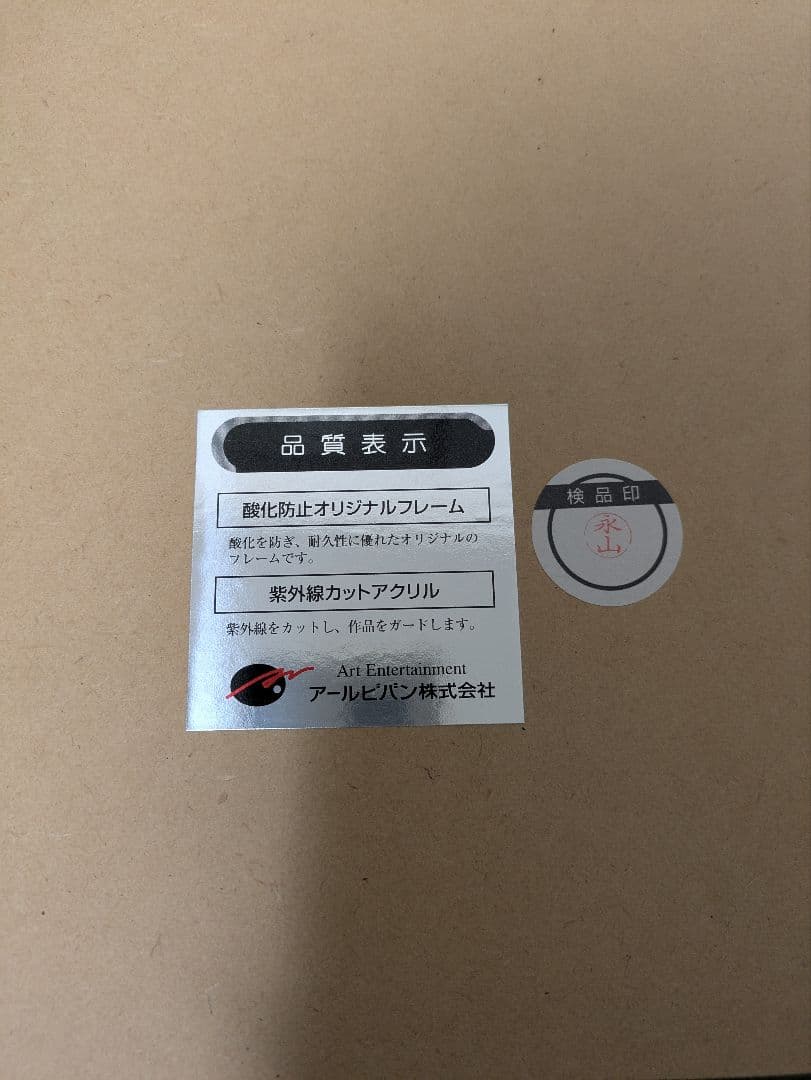 品質表示
酸化防止オリジナルフレーム
酸化を防ぎ、耐久性に優れたオリジナルの
フレームです。
紫外線カットアクリル
紫外線をカットし、作品をガードします。
Art Entertainment
アールビバン株式会社
検品印
永山